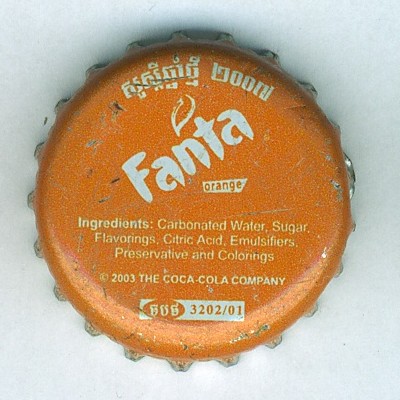 សួស្តីឆ្នាំថ្មី ២០០៧
Fanta
orange
Ingredients: Carbonated Water, Sugar,
Flavorings, Citric Acid, Emulsifiers,
Preservative and Colorings
© 2003 THE COCA-COLA COMPANY
3202/01